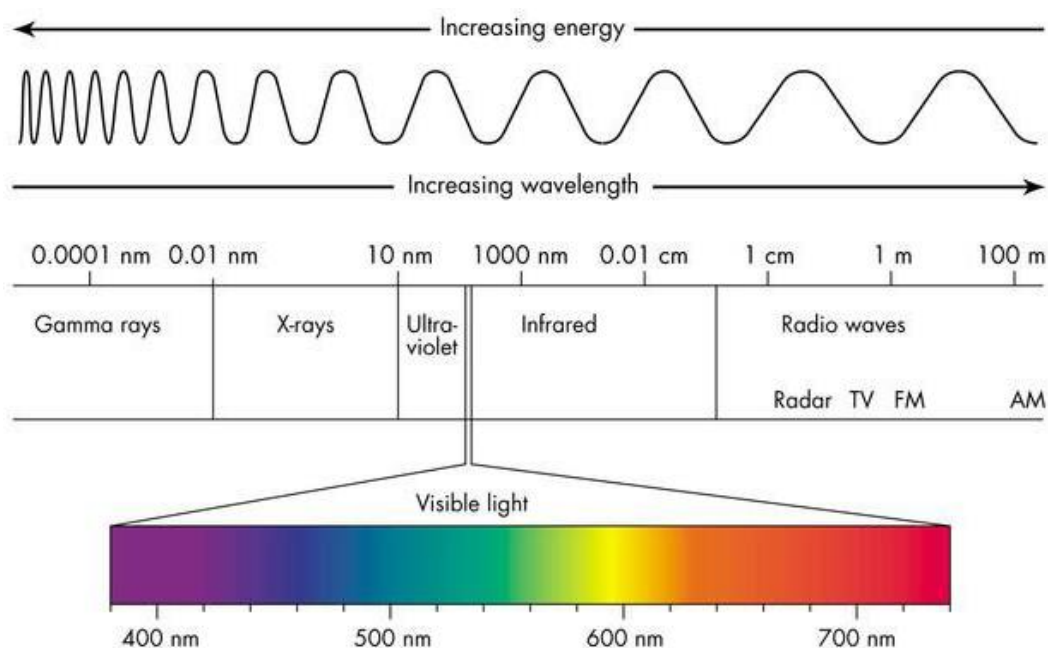 Increasing energy
Increasing wavelength
0.0001 nm 0.01 nm 10 nm 1000 nm 0.01 cm 1 cm 1 m 100 m
Gamma rays X-rays Ultra- Infrared Radio waves
violet
Radar TV FM AM
Visible light
400 nm 500 nm 600 nm 700 nm